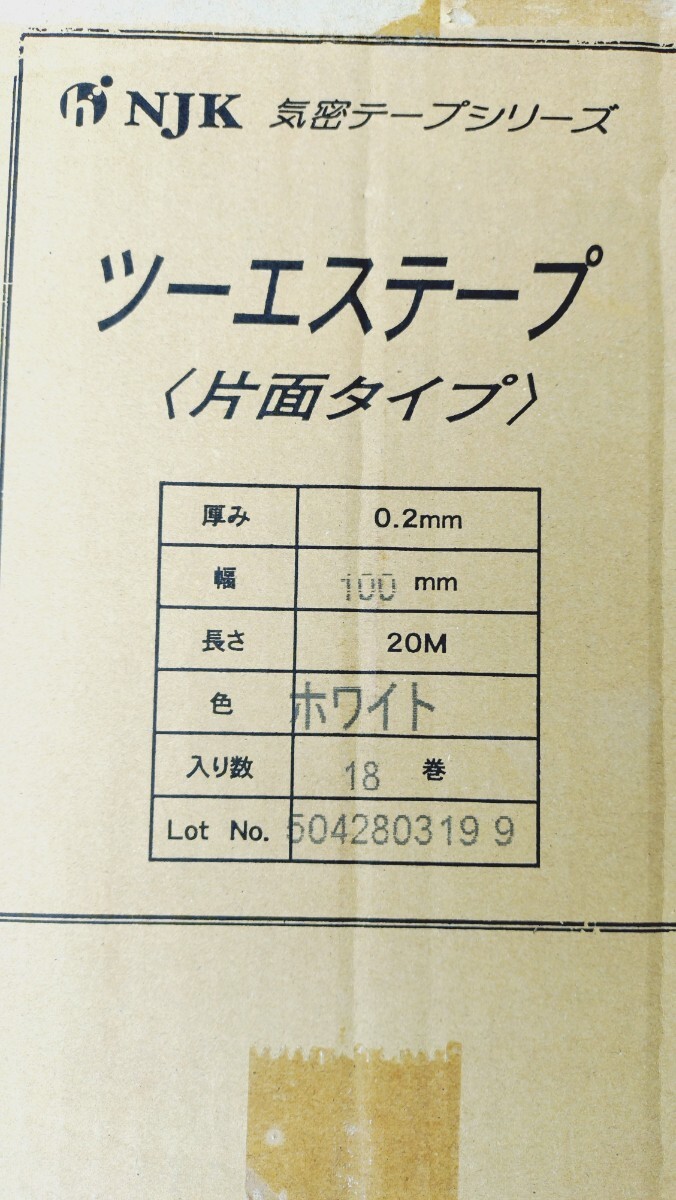 NJK 気密テープシリーズ
ツーエステープ
〈片面タイプ〉
厚み 0.2mm
幅 100 mm
長さ 20M
色 ホワイト
入り数 18 巻
Lot No. 504280319 9